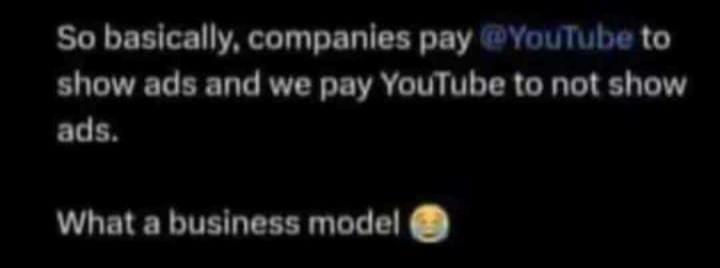 So basically, companies pay @YouTube to
show ads and we pay YouTube to not show
ads.
What a business model 😭